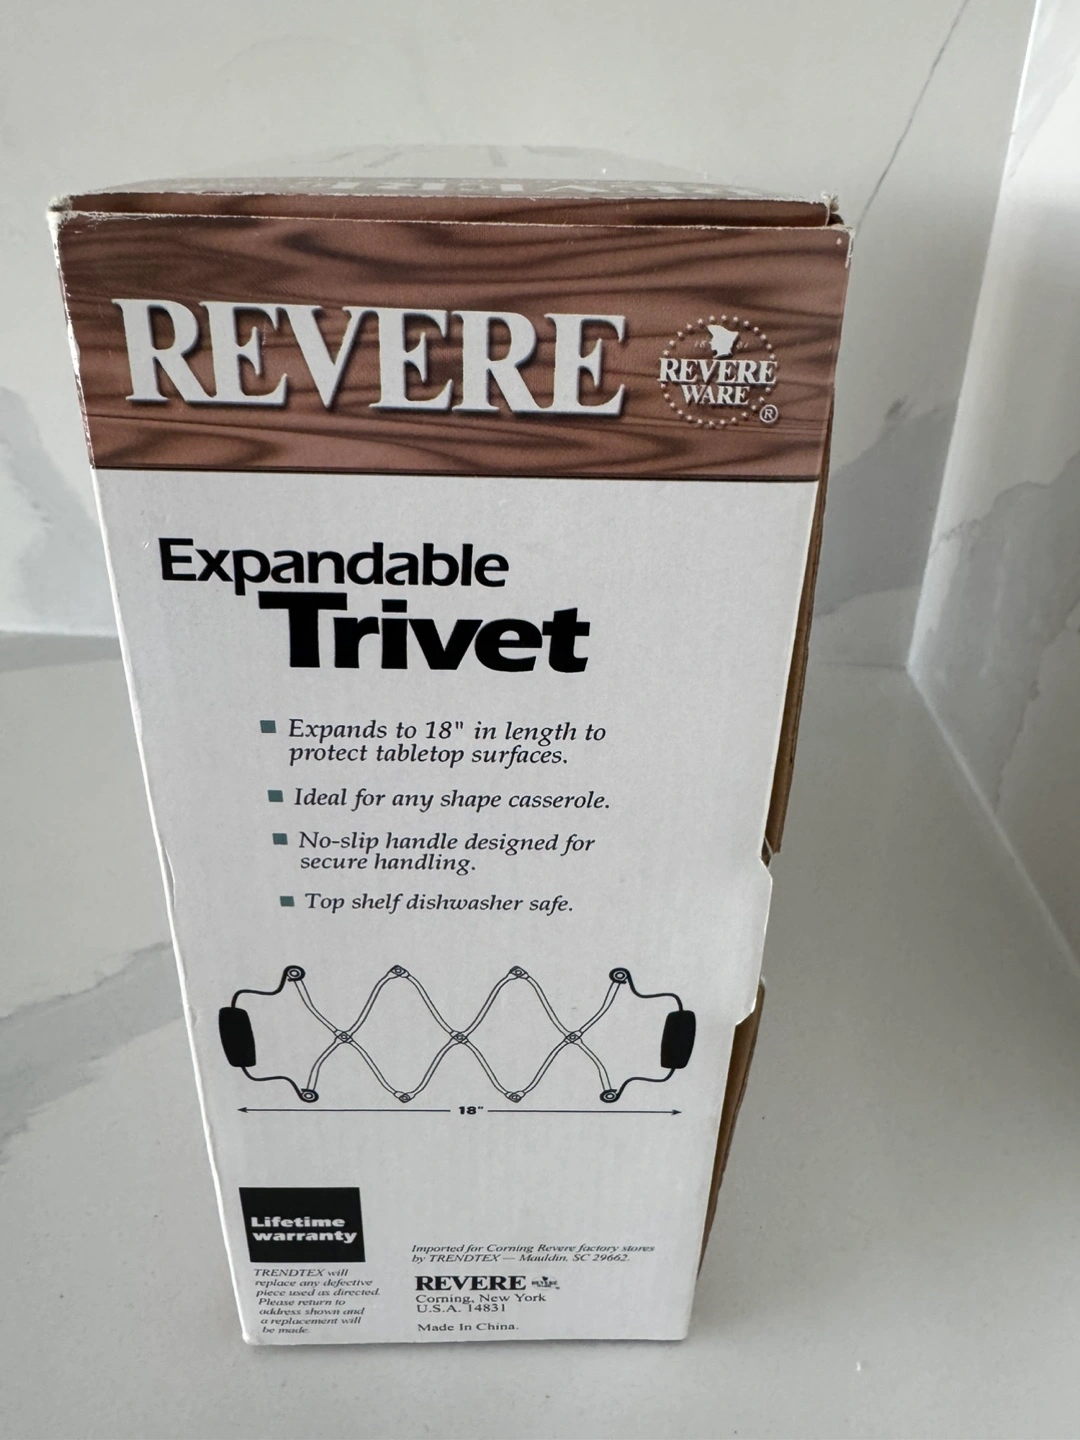 REVERE
REVERE
WARE
®
Expandable
Trivet
Expands to 18" in length to
protect tabletop surfaces.
Ideal for any shape casserole.
No-slip handle designed for
secure handling.
Top shelf dishwasher safe.
18"
Lifetime
warranty
TRENDTEX will
replace any defective
piece used as directed.
Please return to
address shown and
a replacement will
be made.
Imported for Corning Revere factory stores
by TRENDTEX — Mauldin, SC 29662.
REVERE
Corning, New York
U.S.A. 14831
Made In China.